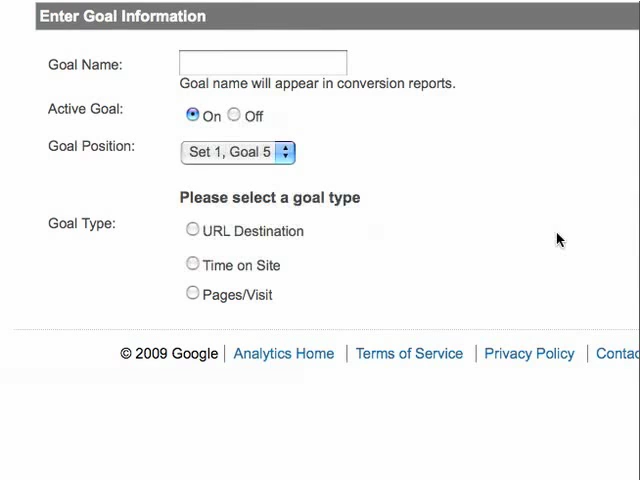 Enter Goal Information
Goal Name:
Goal name will appear in conversion reports.
Active Goal: On Off
Goal Position: Set 1, Goal 5
Please select a goal type
Goal Type: URL Destination
Time on Site
Pages/Visit
© 2009 Google | Analytics Home | Terms of Service | Privacy Policy |